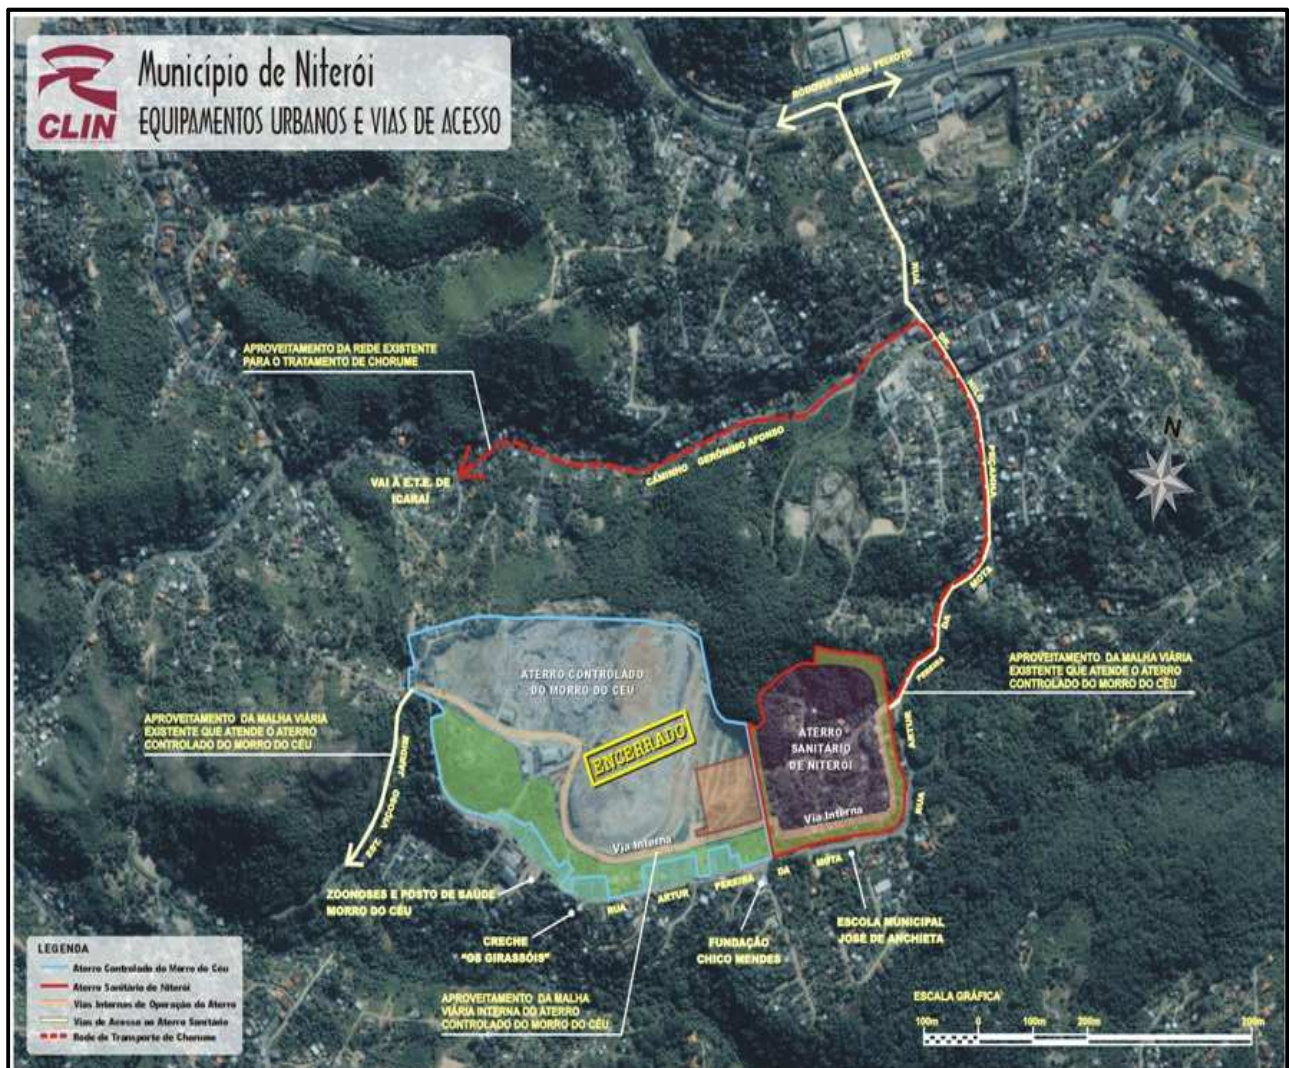 Município de Niterói
CLIN
EQUIPAMENTOS URBANOS E VIAS DE ACESSO
RODOVIA AMARAL PEIXOTO
RUA
DR
NILO
PEÇANHA
APROVEITAMENTO DA REDE EXISTENTE
PARA O TRATAMENTO DE CHORUME
CAMINHO GERÔNIMO AFONSO
VAI À E.T.E. DE
ICARAÍ
N
MOTA
DA
PEREIRA
ARTUR
RUA
APROVEITAMENTO DA MALHA VIÁRIA
EXISTENTE QUE ATENDE O ATERRO
CONTROLADO DO MORRO DO CÉU
ATERRO CONTROLADO
DO MORRO DO CÉU
ENCERRADO
ATERRO
SANITÁRIO
DE NITERÓI
APROVEITAMENTO DA MALHA VIÁRIA
EXISTENTE QUE ATENDE O ATERRO
CONTROLADO DO MORRO DO CÉU
EST. VIÇOSO JARDIM
Via Interna
Via Interna
RUA ARTUR PEREIRA DA MOTA
ZOONOSES E POSTO DE SAÚDE
MORRO DO CÉU
CRECHE
"OS GIRASSÓIS"
FUNDAÇÃO
CHICO MENDES
ESCOLA MUNICIPAL
JOSÉ DE ANCHIETA
APROVEITAMENTO DA MALHA
VIÁRIA INTERNA DO ATERRO
CONTROLADO DO MORRO DO CÉU
LEGENDA
Aterro Controlado do Morro do Céu
Aterro Sanitário de Niterói
Vias Internas de Operação do Aterro
Vias de Acesso ao Aterro Sanitário
Rede de Transporte de Chorume
ESCALA GRÁFICA
100m 0 100m 200m 200m